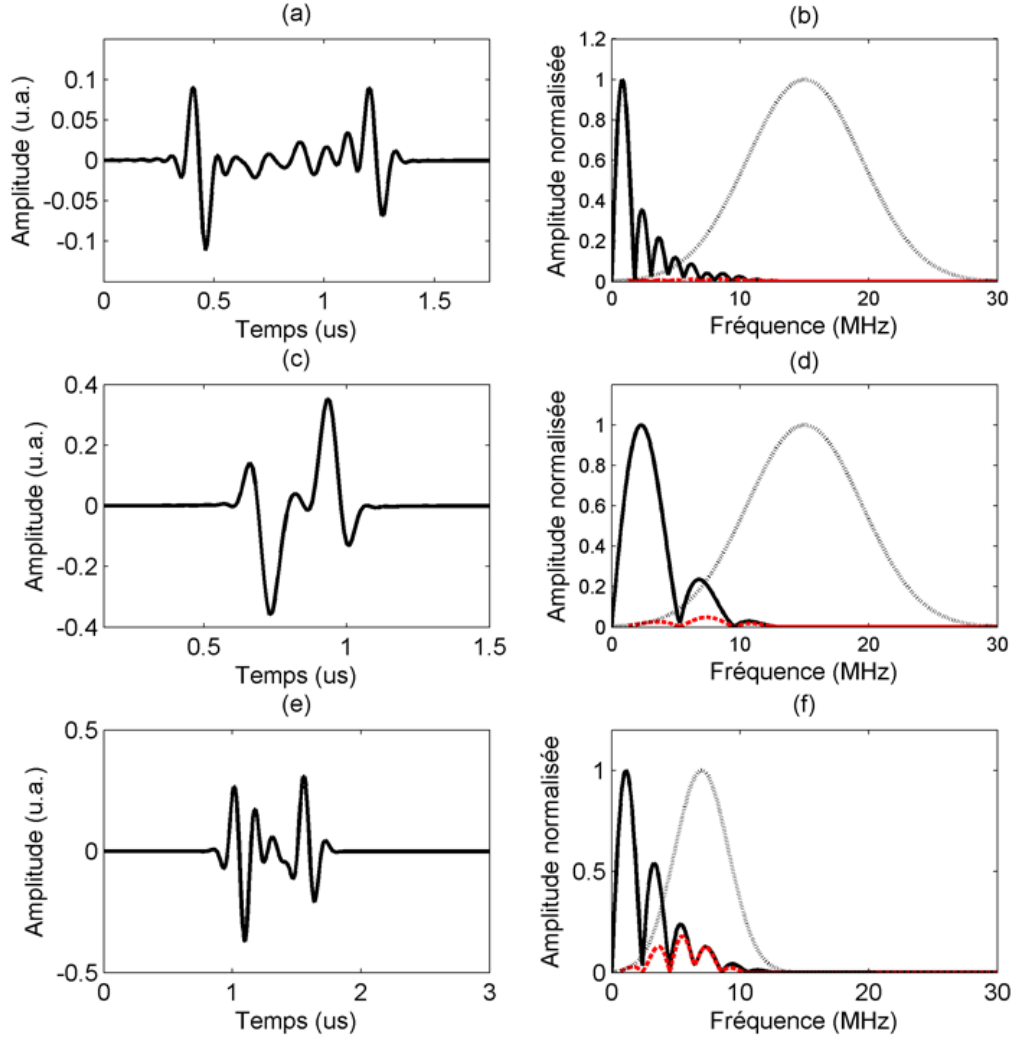 (a)
Amplitude (u.a.)
0.1
0.05
0
-0.05
-0.1
0 0.5 1 1.5
Temps (us)
(b)
Amplitude normalisée
1.2
1
0.8
0.6
0.4
0.2
0
0 10 20 30
Fréquence (MHz)
(c)
Amplitude (u.a.)
0.4
0.2
0
-0.2
-0.4
0.5 1 1.5
Temps (us)
(d)
Amplitude normalisée
1
0.8
0.6
0.4
0.2
0
0 10 20 30
Fréquence (MHz)
(e)
Amplitude (u.a.)
0.5
0
-0.5
0 1 2 3
Temps (us)
(f)
Amplitude normalisée
1
0.5
0
0 10 20 30
Fréquence (MHz)